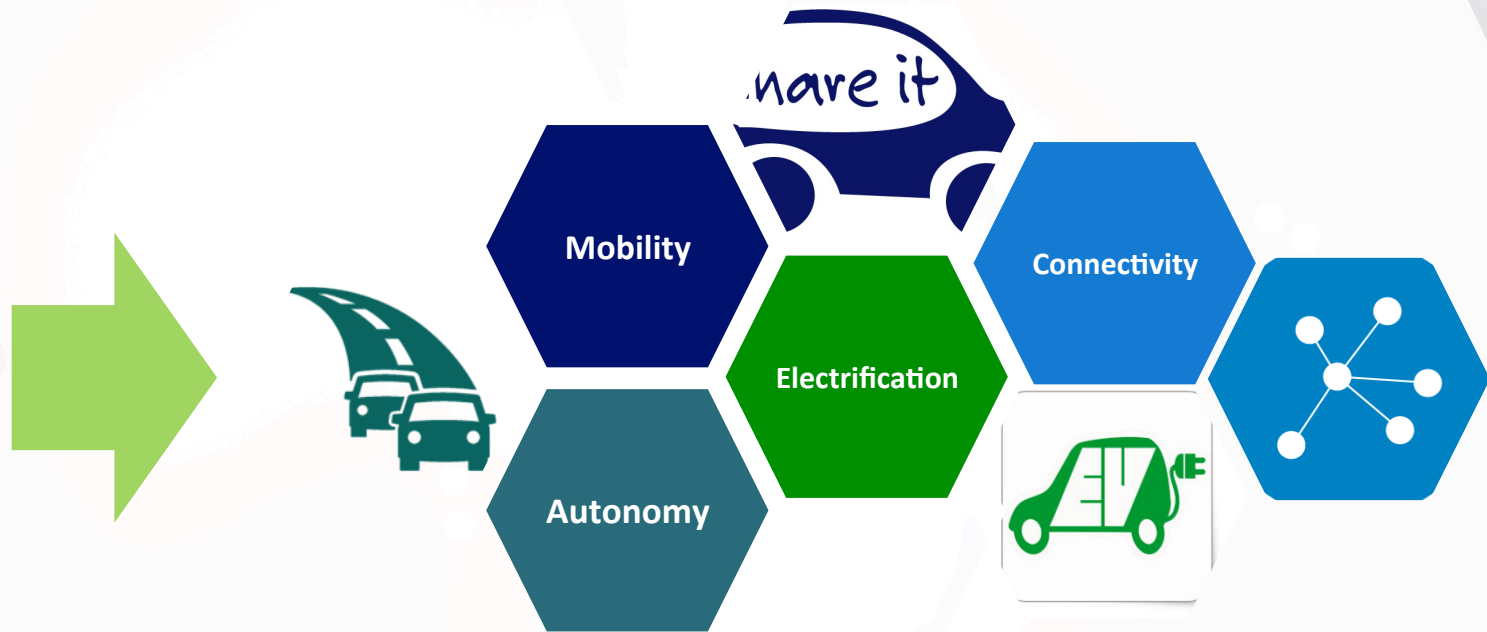 hare it
Mobility
Connectivity
Electrification
Autonomy